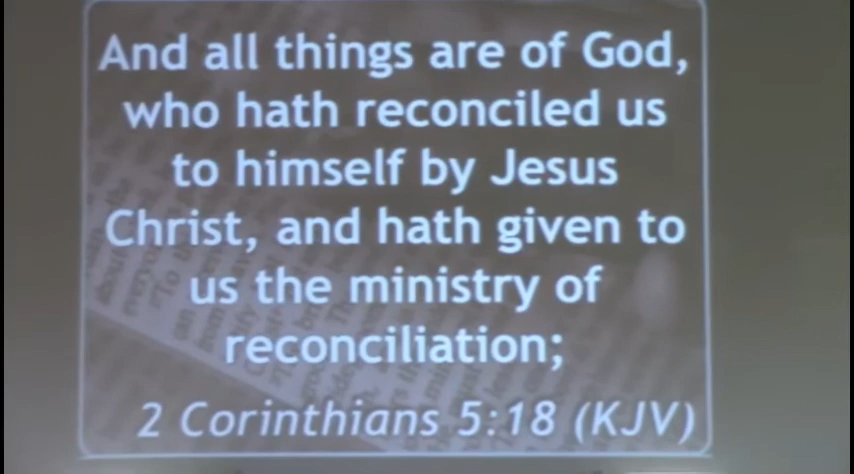 And all things are of God,
who hath reconciled us
to himself by Jesus
Christ, and hath given to
us the ministry of
reconciliation;
2 Corinthians 5:18 (KJV)